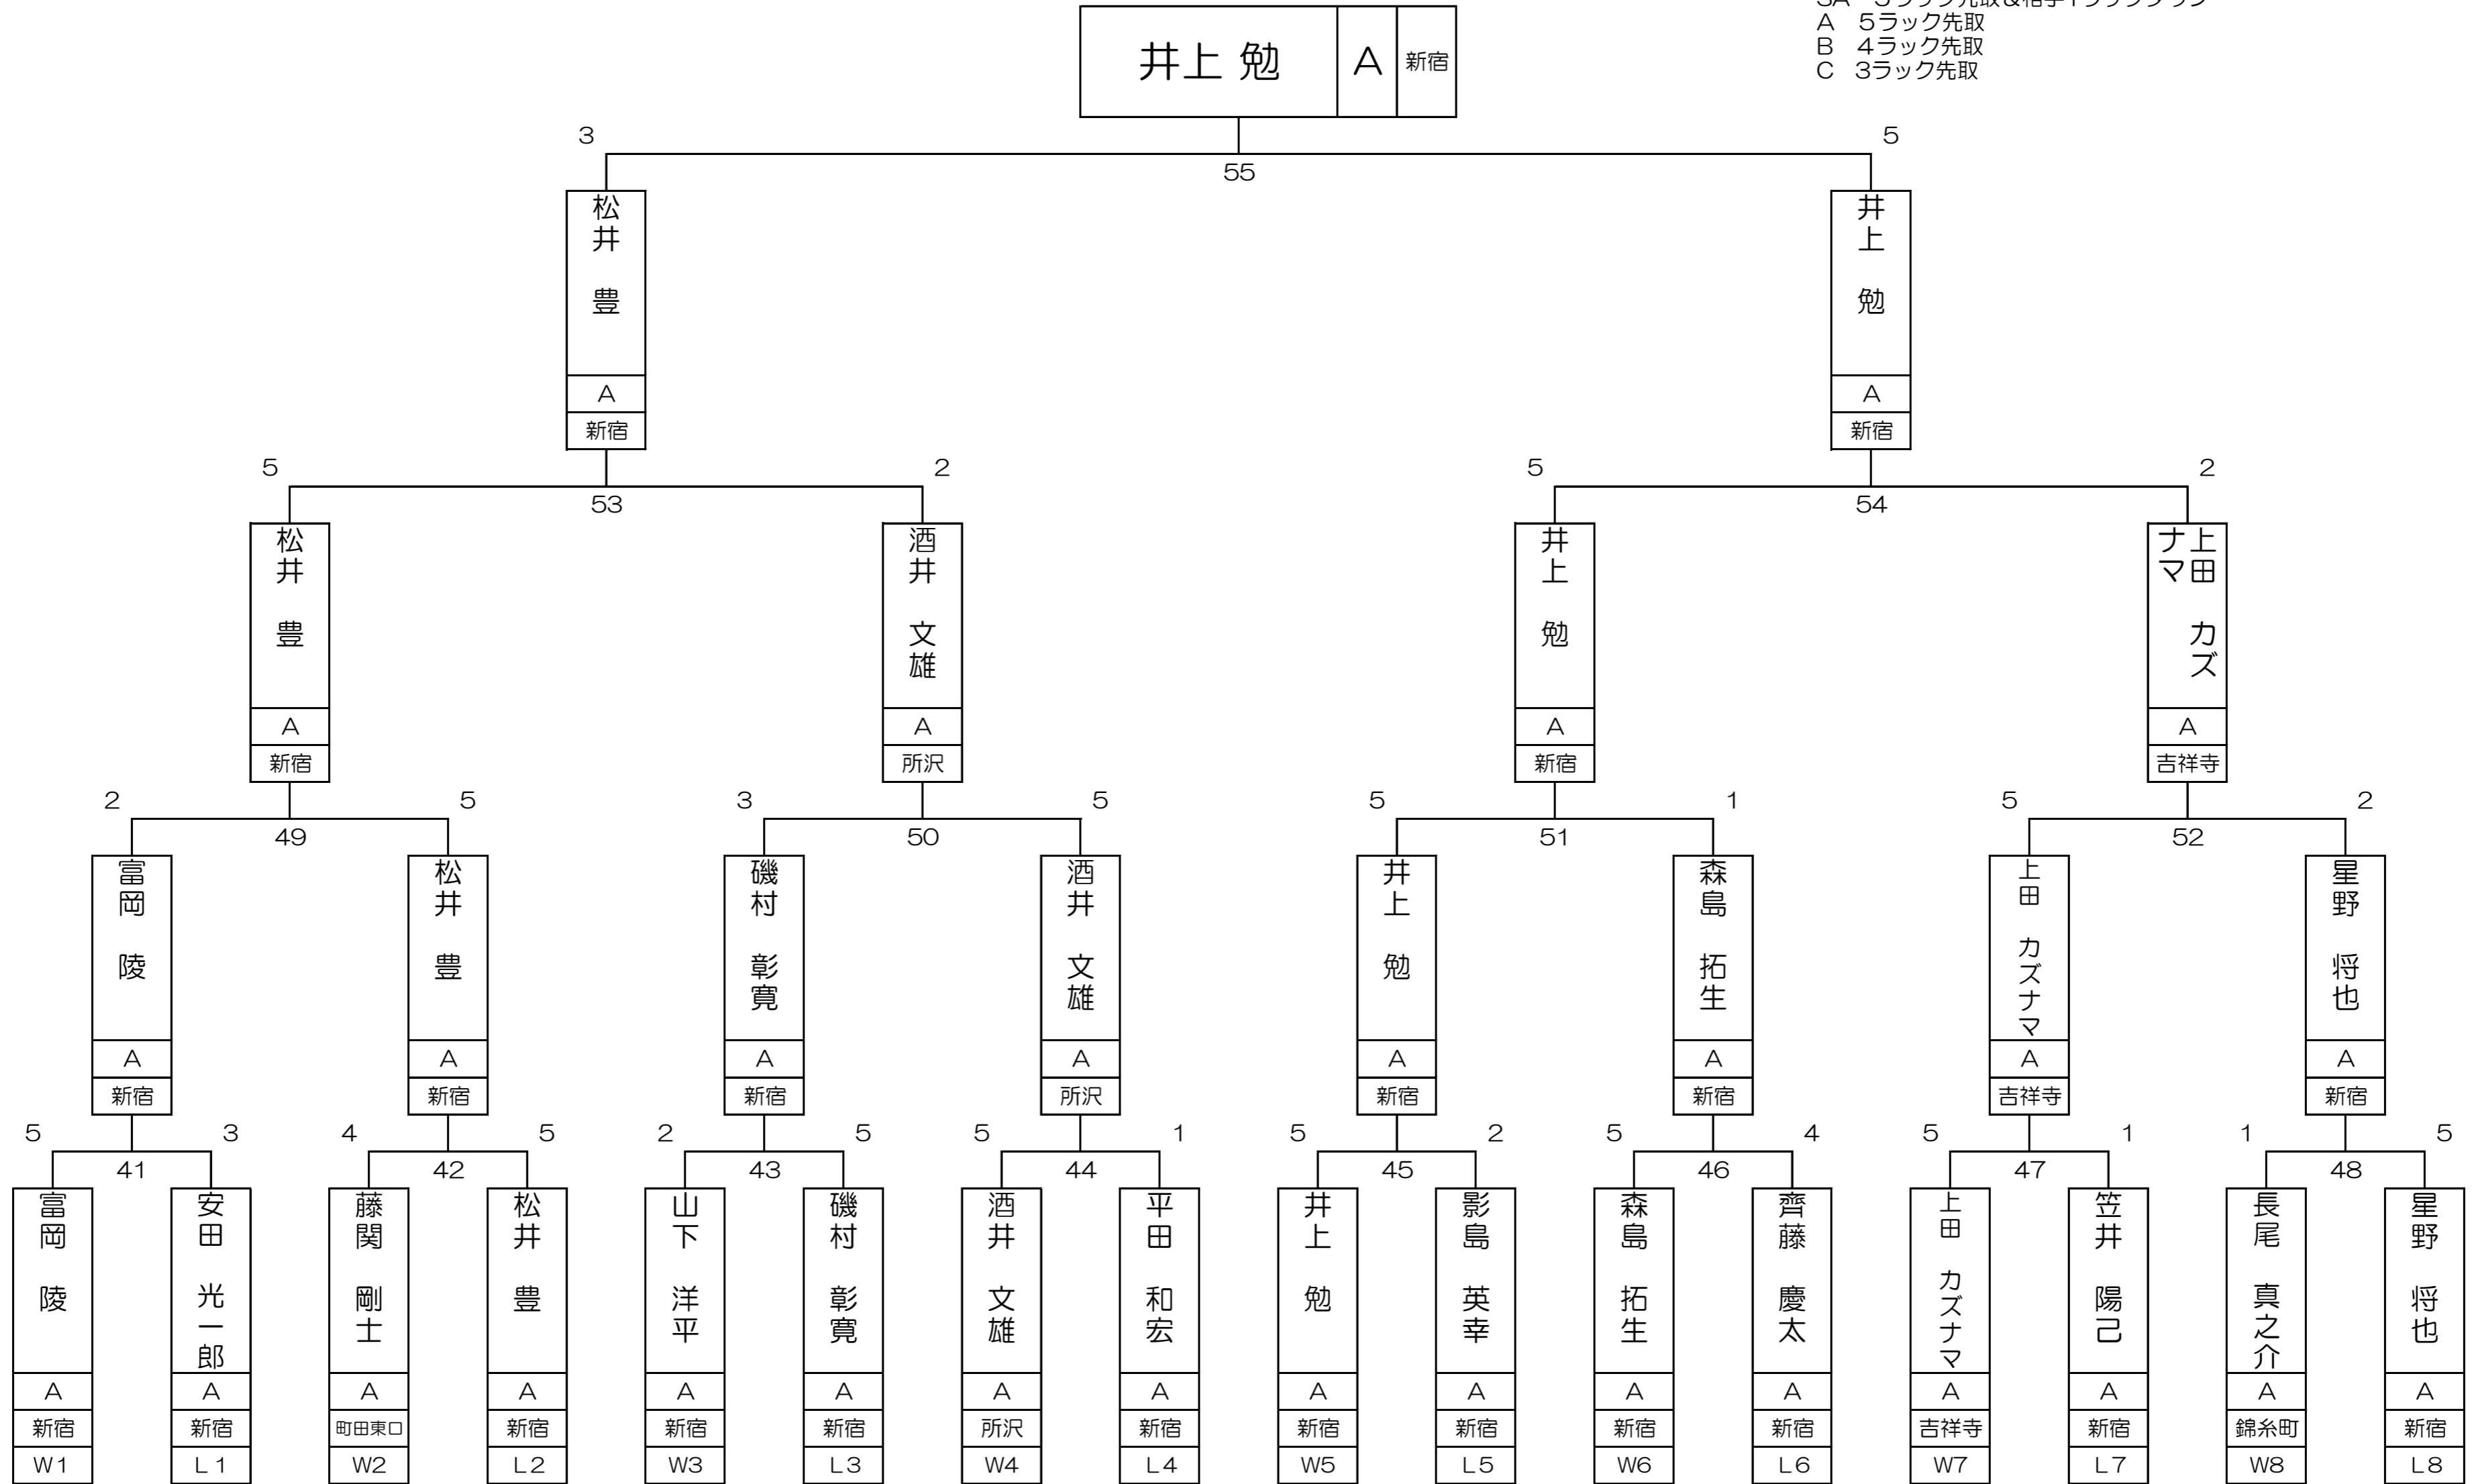 A 5ラック先取
B 4ラック先取
C 3ラック先取
井上 勉 A 新宿
3 5
55
松井 豊 井上 勉
A A
新宿 新宿
5 2 5 2
53 54
松井 豊 酒井 文雄 井上 勉 上田 カズナマ
A A A A
新宿 所沢 新宿 吉祥寺
2 5 3 5 5 1 5 2
49 50 51 52
富岡 陵 松井 豊 磯村 彰寛 酒井 文雄 井上 勉 森島 拓生 上田 カズナマ 星野 将也
A A A A A A A A
新宿 新宿 新宿 所沢 新宿 新宿 吉祥寺 新宿
5 3 4 5 2 5 5 1 5 2 5 4 5 1 1 5
41 42 43 44 45 46 47 48
富岡 陵 安田 光一郎 藤関 剛士 松井 豊 山下 洋平 磯村 彰寛 酒井 文雄 平田 和宏 井上 勉 影島 英幸 森島 拓生 齊藤 慶太 上田 カズナマ 笠井 陽己 長尾 真之介 星野 将也
A A A A A A A A A A A A A A A A
新宿 新宿 町田東口 新宿 新宿 新宿 所沢 新宿 新宿 新宿 新宿 新宿 吉祥寺 新宿 錦糸町 新宿
W1 L1 W2 L2 W3 L3 W4 L4 W5 L5 W6 L6 W7 L7 W8 L8